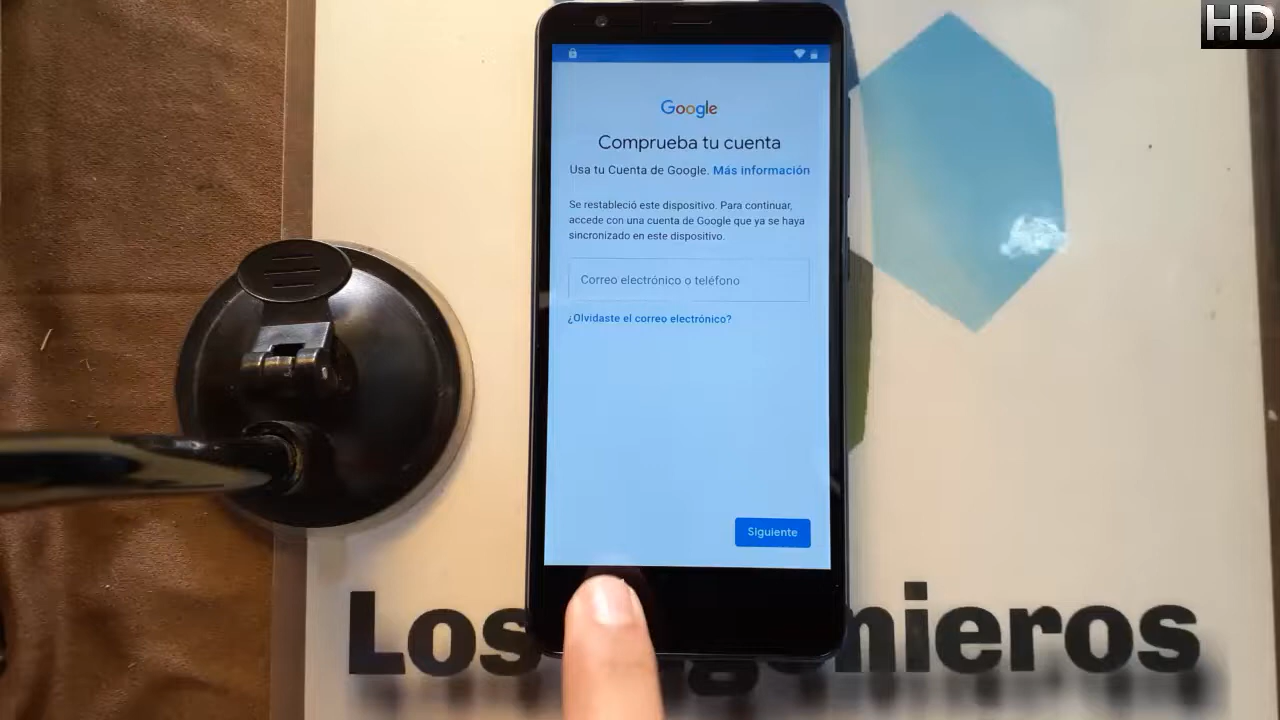 HD
Google
Comprueba tu cuenta
Usa tu Cuenta de Google. Más información
Se restableció este dispositivo. Para continuar,
accede con una cuenta de Google que ya se haya
sincronizado en este dispositivo.
Correo electrónico o teléfono
¿Olvidaste el correo electrónico?
Siguiente
Los